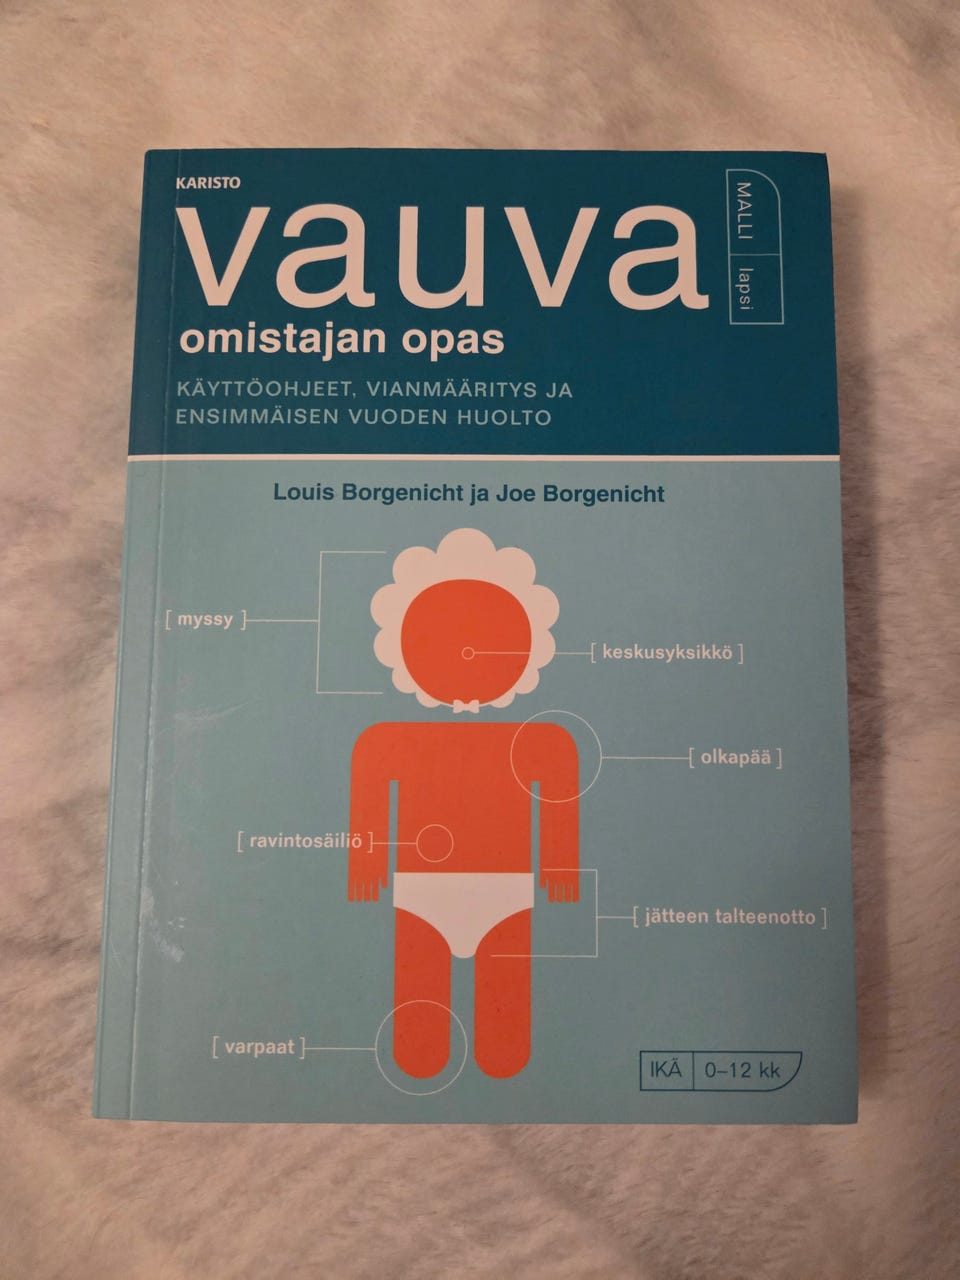 KARISTO
vauva
omistajan opas
KÄYTTÖOHJEET, VIANMÄÄRITYS JA
ENSIMMÄISEN VUODEN HUOLTO
MALLI lapsi
Louis Borgenicht ja Joe Borgenicht
[ myssy ]
[ keskusyksikkö ]
[ olkapää ]
[ ravintosäiliö ]
[ jätteen talteenotto ]
[ varpaat ]
IKÄ 0–12 kk